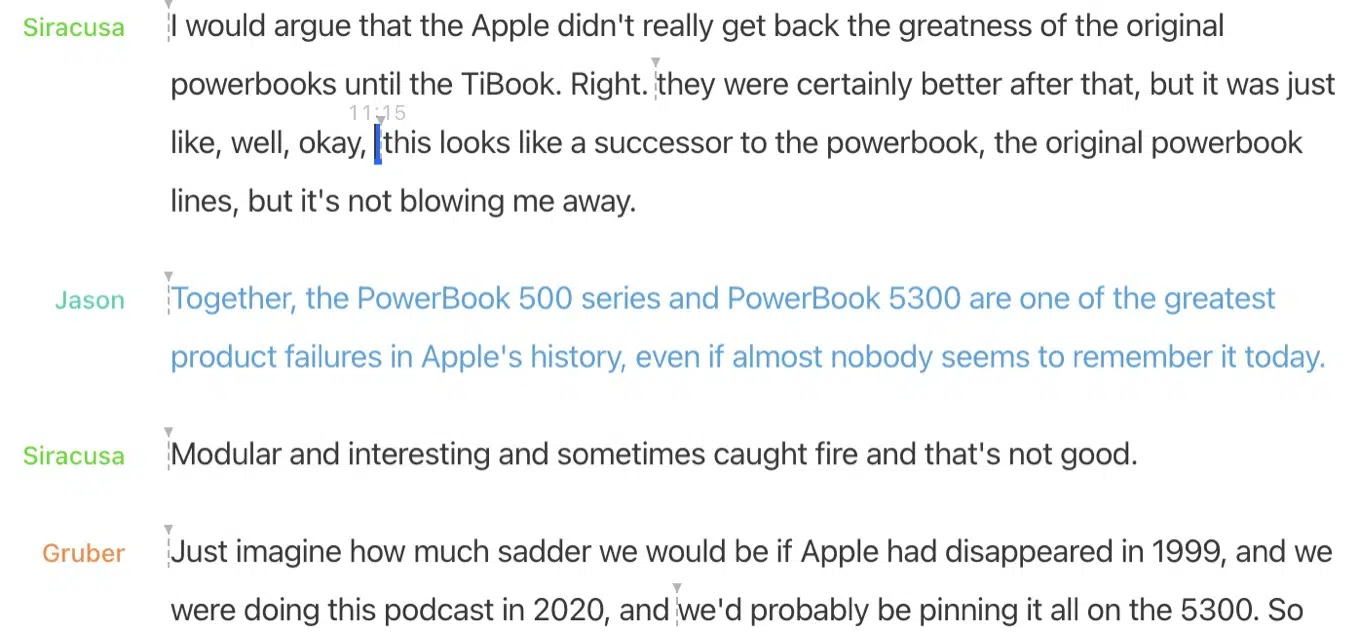 Siracusa I would argue that the Apple didn't really get back the greatness of the original
powerbooks until the TiBook. Right. they were certainly better after that, but it was just
11:15
like, well, okay, this looks like a successor to the powerbook, the original powerbook
lines, but it's not blowing me away.
Jason Together, the PowerBook 500 series and PowerBook 5300 are one of the greatest
product failures in Apple's history, even if almost nobody seems to remember it today.
Siracusa Modular and interesting and sometimes caught fire and that's not good.
Gruber Just imagine how much sadder we would be if Apple had disappeared in 1999, and we
were doing this podcast in 2020, and we'd probably be pinning it all on the 5300. So